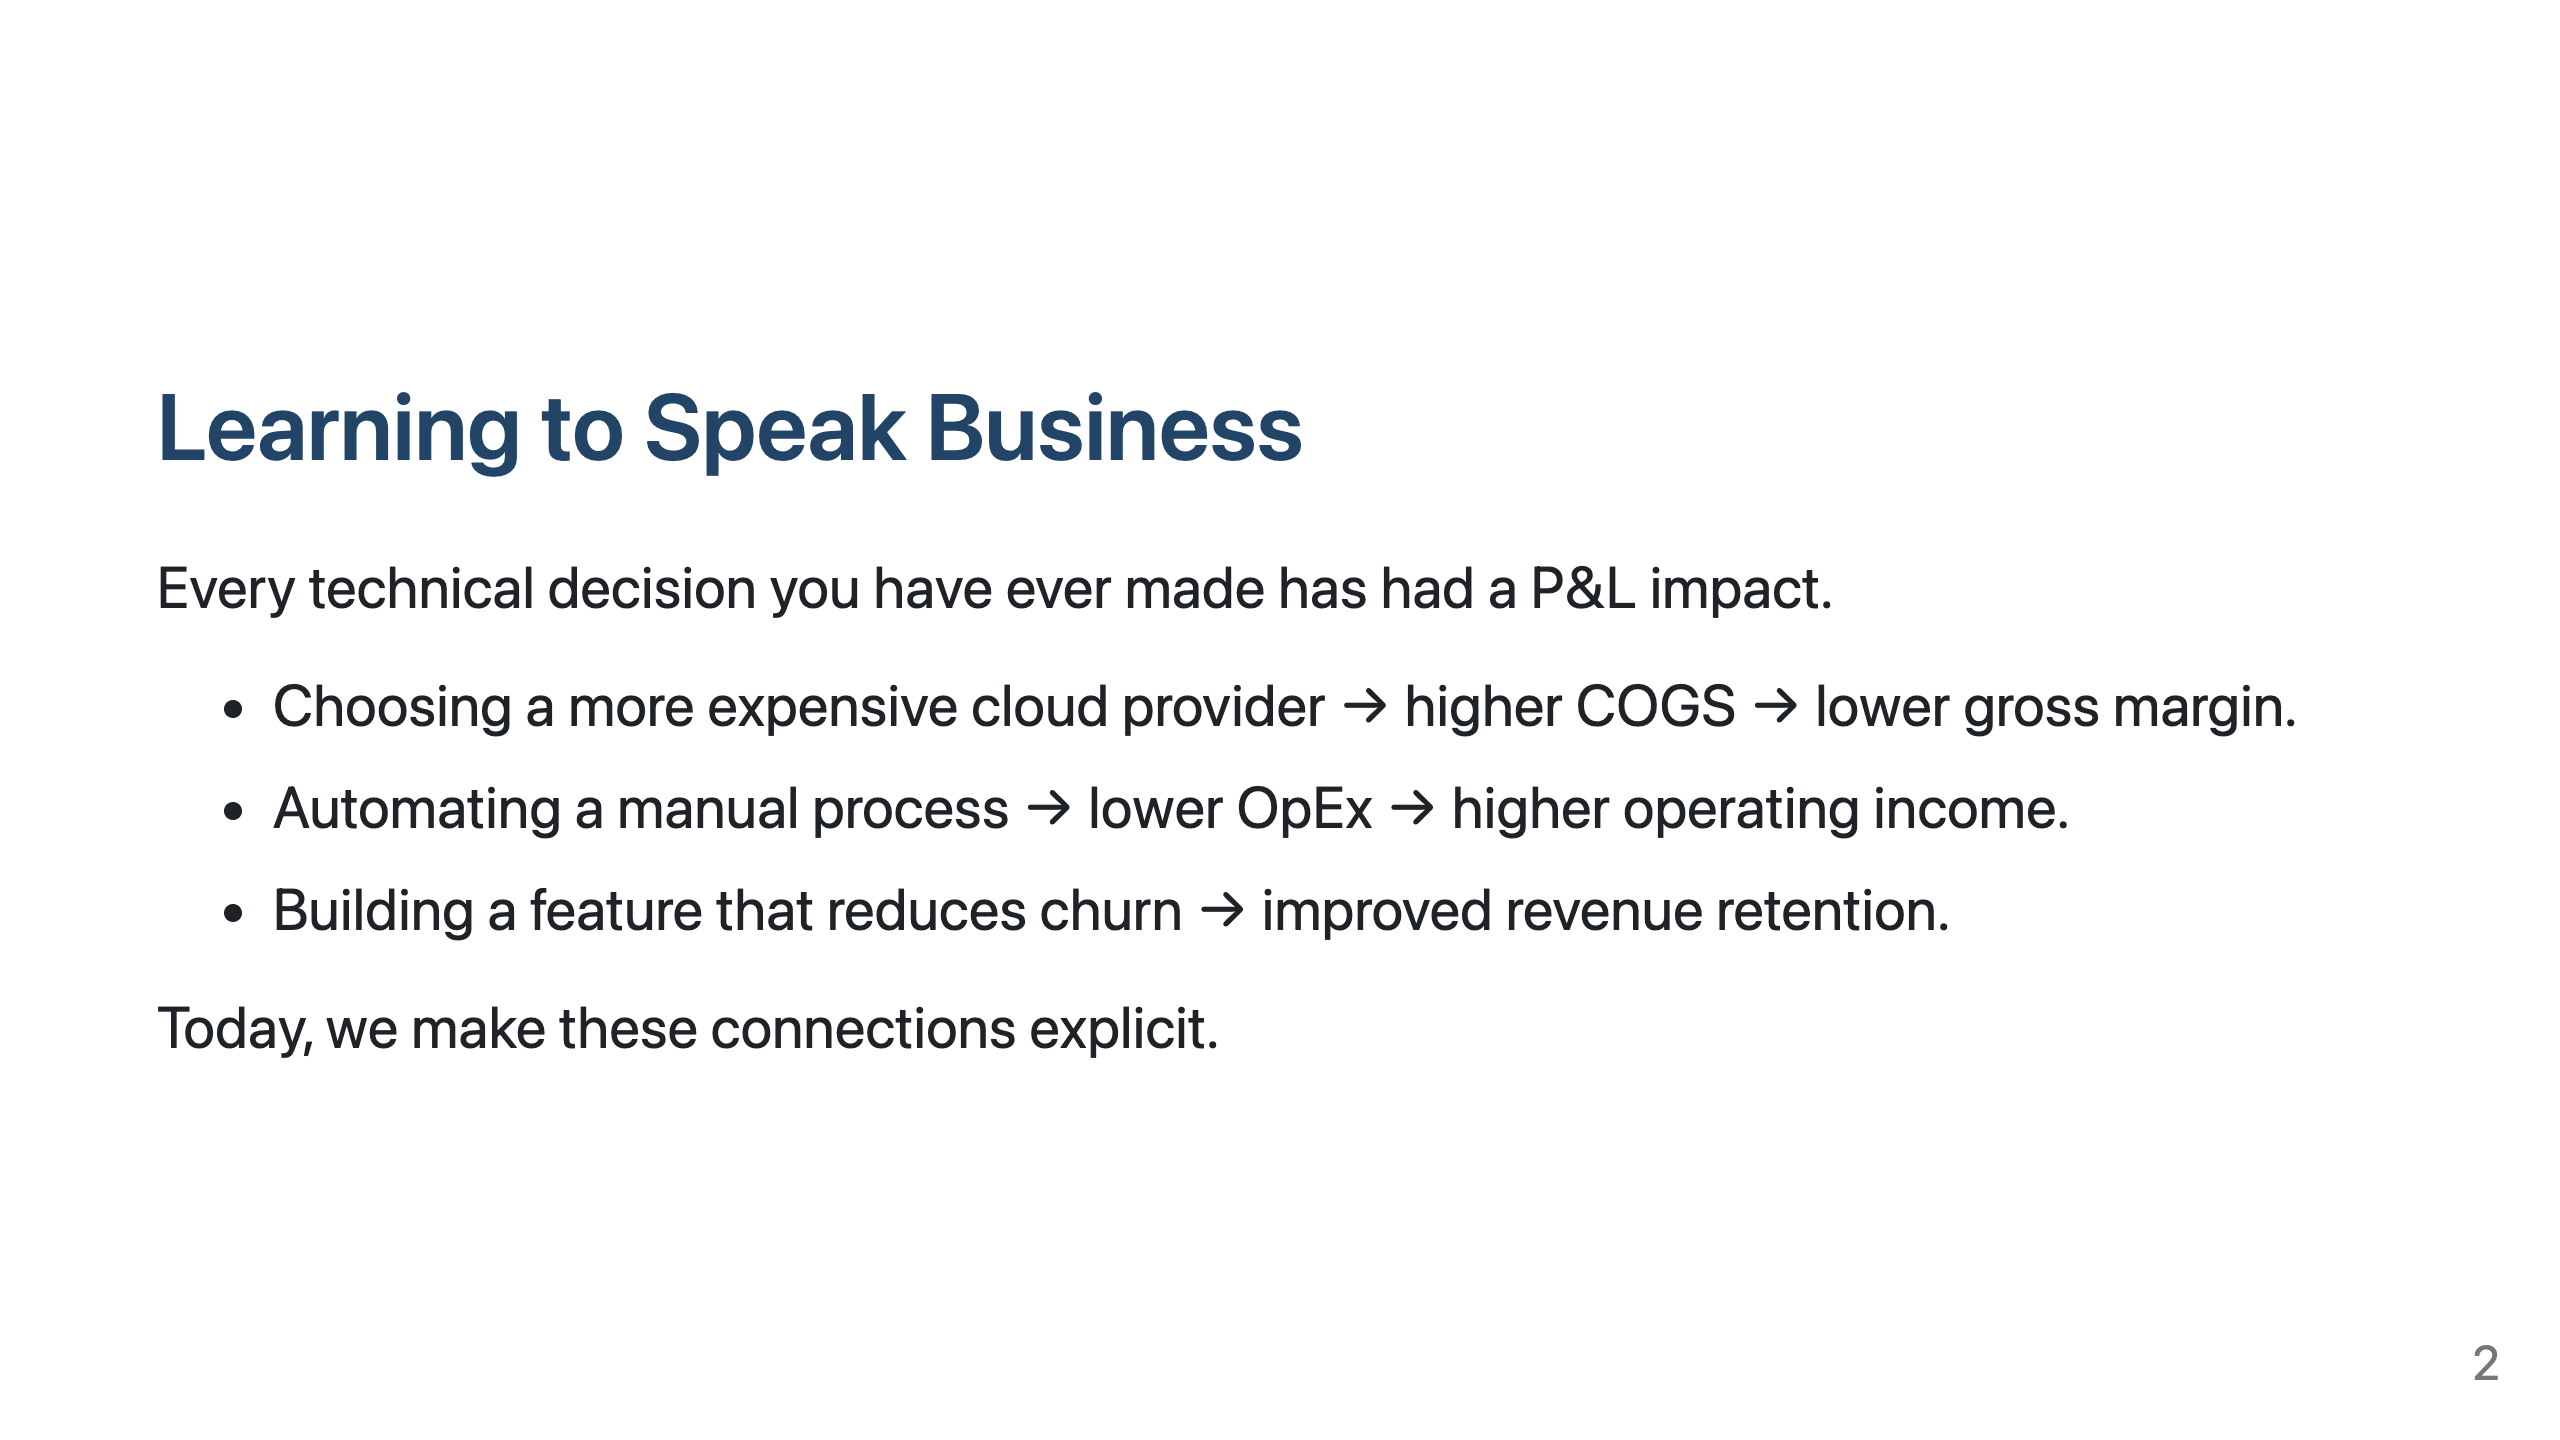 Learning to Speak Business
Every technical decision you have ever made has had a P&L impact.
• Choosing a more expensive cloud provider → higher COGS → lower gross margin.
• Automating a manual process → lower OpEx → higher operating income.
• Building a feature that reduces churn → improved revenue retention.
Today, we make these connections explicit.
2